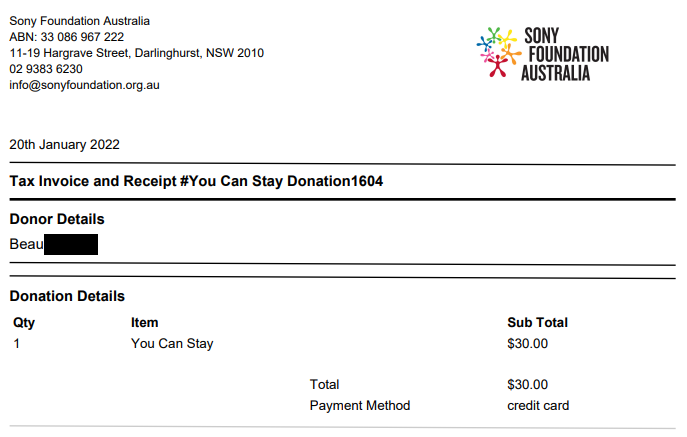 Sony Foundation Australia
ABN: 33 086 967 222
11-19 Hargrave Street, Darlinghurst, NSW 2010
02 9383 6230
info@sonyfoundation.org.au
SONY
FOUNDATION
AUSTRALIA
20th January 2022
Tax Invoice and Receipt #You Can Stay Donation1604
Donor Details
Beau
Donation Details
Qty Item Sub Total
1 You Can Stay $30.00
Total $30.00
Payment Method credit card